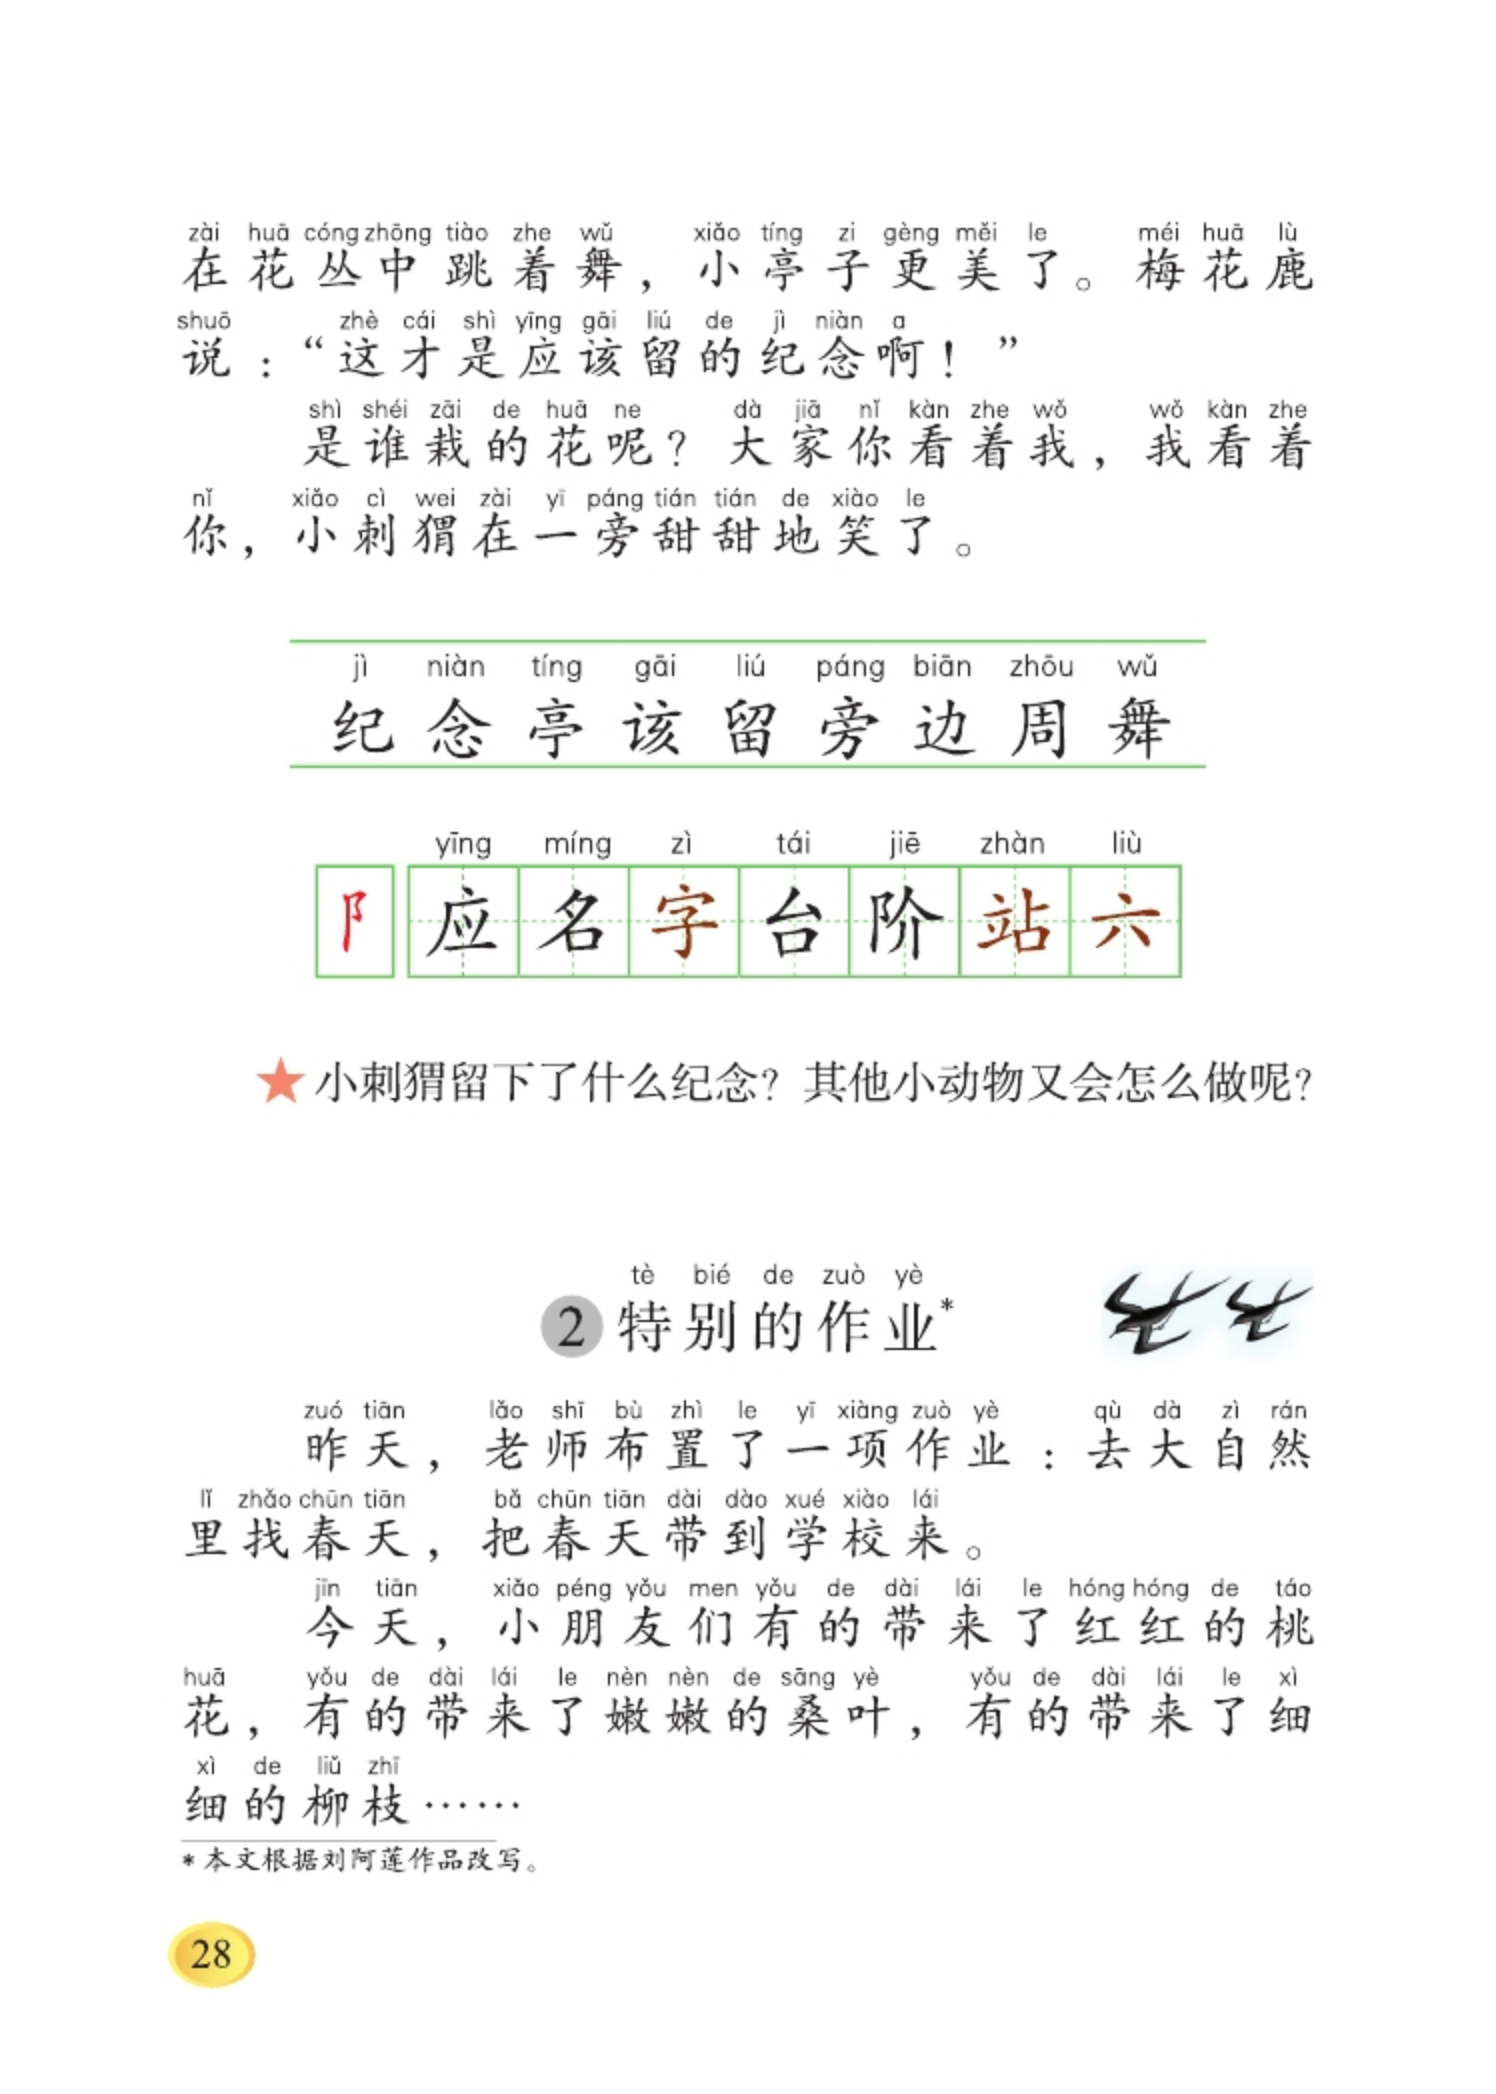 zài huā cóng zhōng tiào zhe wǔ xiǎo tíng zi gèng měi le méi huā lù
在花丛中跳着舞，小亭子更美了。梅花鹿
shuō zhè cái shì yīng gāi liú de jì niàn a
说：“这才是应该留的纪念啊！”
shì shéi zāi de huā ne dà jiā nǐ kàn zhe wǒ wǒ kàn zhe
是谁栽的花呢？大家你看着我，我看着
nǐ xiǎo cì wei zài yī páng tián tián de xiào le
你，小刺猬在一旁甜甜地笑了。
jì niàn tíng gāi liú páng biān zhōu wǔ
纪念亭该留旁边周舞
yīng míng zì tái jiē zhàn liù
阝应名字台阶站六
★小刺猬留下了什么纪念？其他小动物又会怎么做呢？
tè bié de zuò yè
2 特别的作业*
zuó tiān lǎo shī bù zhì le yī xiàng zuò yè qù dà zì rán
昨天，老师布置了一项作业：去大自然
lǐ zhǎo chūn tiān bǎ chūn tiān dài dào xué xiào lái
里找春天，把春天带到学校来。
jīn tiān xiǎo péng yǒu men yǒu de dài lái le hóng hóng de táo
今天，小朋友们有的带来了红红的桃
huā yǒu de dài lái le nèn nèn de sāng yè yǒu de dài lái le xì
花，有的带来了嫩嫩的桑叶，有的带来了细
xì de liǔ zhī
细的柳枝……
* 本文根据刘阿莲作品改写。
28